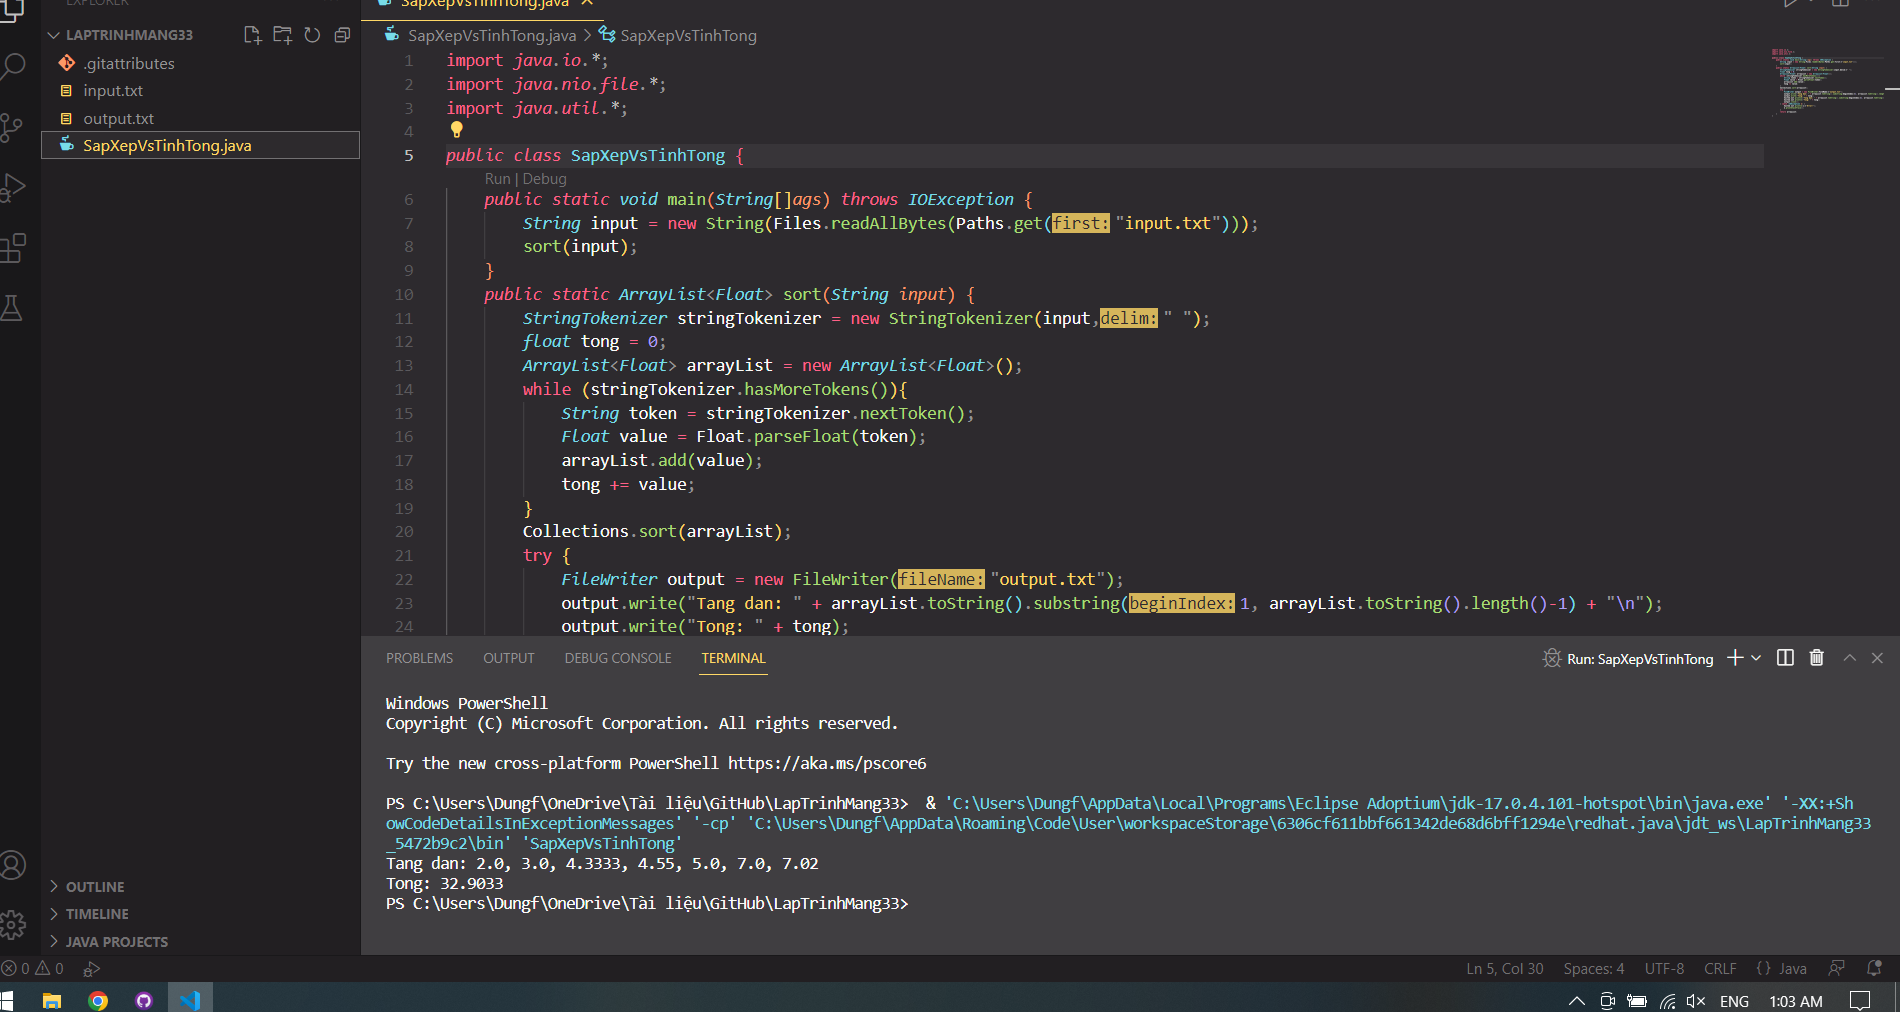 EXPLORER
LAPTRINHMANG33
.gitattributes
input.txt
output.txt
SapXepVsTinhTong.java
OUTLINE
TIMELINE
JAVA PROJECTS
SapXepVsTinhTong.java
SapXepVsTinhTong.java > SapXepVsTinhTong
1 import java.io.*;
2 import java.nio.file.*;
3 import java.util.*;
4
5 public class SapXepVsTinhTong {
Run | Debug
6 public static void main(String[]ags) throws IOException {
7 String input = new String(Files.readAllBytes(Paths.get(first: "input.txt")));
8 sort(input);
9 }
10 public static ArrayList<Float> sort(String input) {
11 StringTokenizer stringTokenizer = new StringTokenizer(input,delim: " ");
12 float tong = 0;
13 ArrayList<Float> arrayList = new ArrayList<Float>();
14 while (stringTokenizer.hasMoreTokens()){
15 String token = stringTokenizer.nextToken();
16 Float value = Float.parseFloat(token);
17 arrayList.add(value);
18 tong += value;
19 }
20 Collections.sort(arrayList);
21 try {
22 FileWriter output = new FileWriter(fileName: "output.txt");
23 output.write("Tang dan: " + arrayList.toString().substring(beginIndex: 1, arrayList.toString().length()-1) + "\n");
24 output.write("Tong: " + tong);
PROBLEMS OUTPUT DEBUG CONSOLE TERMINAL
Run: SapXepVsTinhTong
Windows PowerShell
Copyright (C) Microsoft Corporation. All rights reserved.
Try the new cross-platform PowerShell https://aka.ms/pscore6
PS C:\Users\Dungf\OneDrive\Tài liệu\GitHub\LapTrinhMang33>  & 'C:\Users\Dungf\AppData\Local\Programs\Eclipse Adoptium\jdk-17.0.4.101-hotspot\bin\java.exe' '-XX:+Sh
owCodeDetailsInExceptionMessages' '-cp' 'C:\Users\Dungf\AppData\Roaming\Code\User\workspaceStorage\6306cf611bbf661342de68d6bff1294e\redhat.java\jdt_ws\LapTrinhMang33
_5472b9c2\bin' 'SapXepVsTinhTong'
Tang dan: 2.0, 3.0, 4.3333, 4.55, 5.0, 7.0, 7.02
Tong: 32.9033
PS C:\Users\Dungf\OneDrive\Tài liệu\GitHub\LapTrinhMang33>
0 0
Ln 5, Col 30 Spaces: 4 UTF-8 CRLF {} Java
ENG 1:03 AM